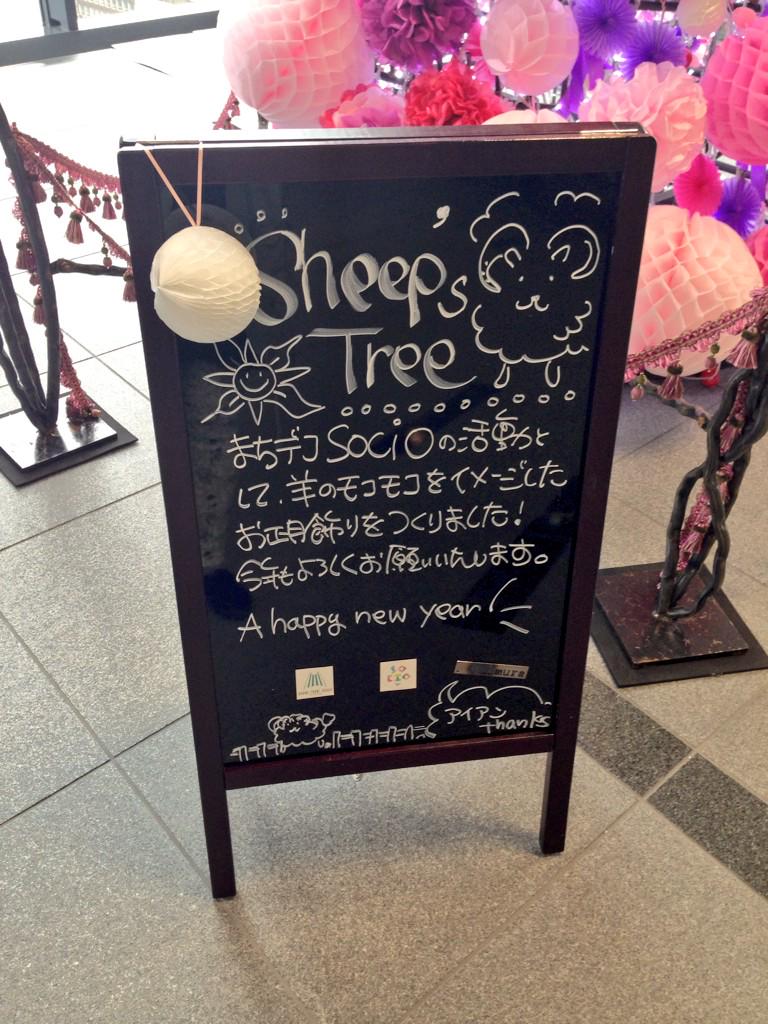 Sheep's
Tree
まちデコSocioの活動と
して、羊のモコモコをイメージした
お正月飾りをつくりました!
今年もよろしくお願いいたします。
A happy new year
mura
アイアン
thanks